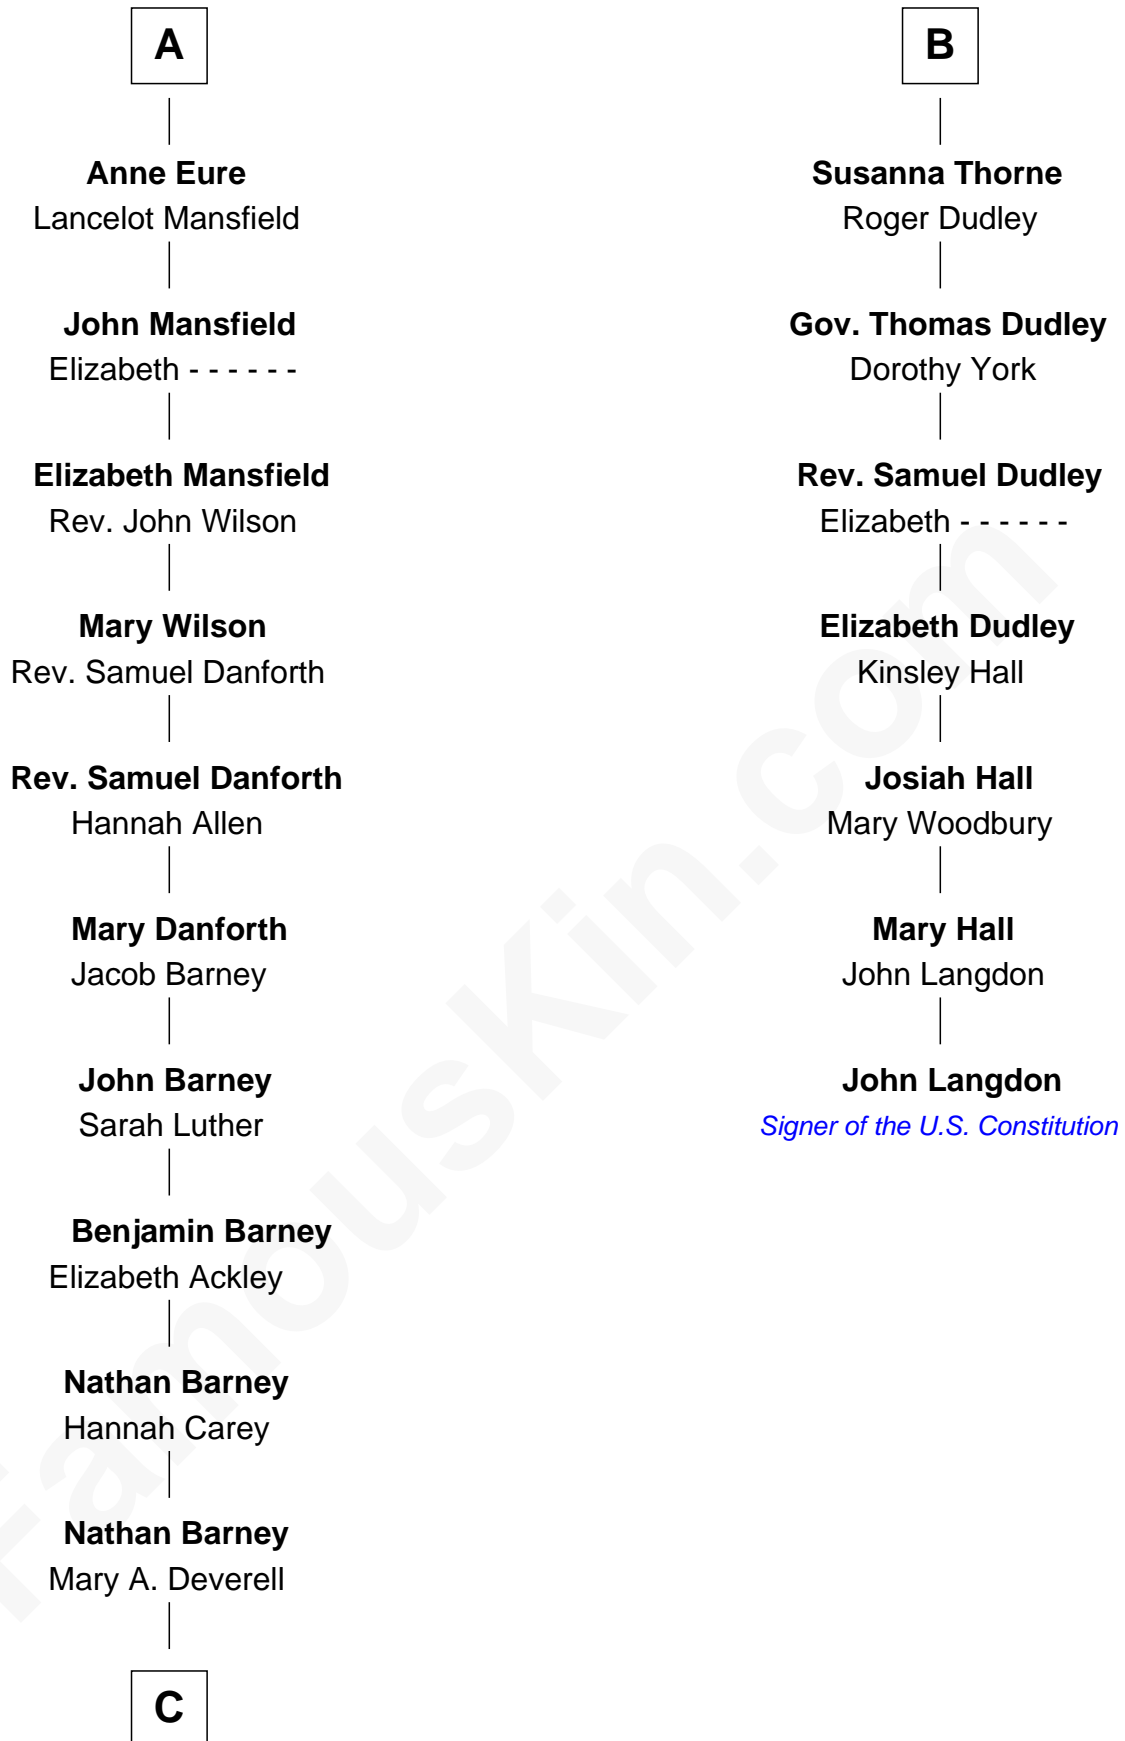 A
Anne Eure
Lancelot Mansfield
John Mansfield
Elizabeth - - - - - -
Elizabeth Mansfield
Rev. John Wilson
Mary Wilson
Rev. Samuel Danforth
Rev. Samuel Danforth
Hannah Allen
Mary Danforth
Jacob Barney
John Barney
Sarah Luther
Benjamin Barney
Elizabeth Ackley
Nathan Barney
Hannah Carey
Nathan Barney
Mary A. Deverell
C
B
Susanna Thorne
Roger Dudley
Gov. Thomas Dudley
Dorothy York
Rev. Samuel Dudley
Elizabeth - - - - - -
Elizabeth Dudley
Kinsley Hall
Josiah Hall
Mary Woodbury
Mary Hall
John Langdon
John Langdon
Signer of the U.S. Constitution
FamousKin.com